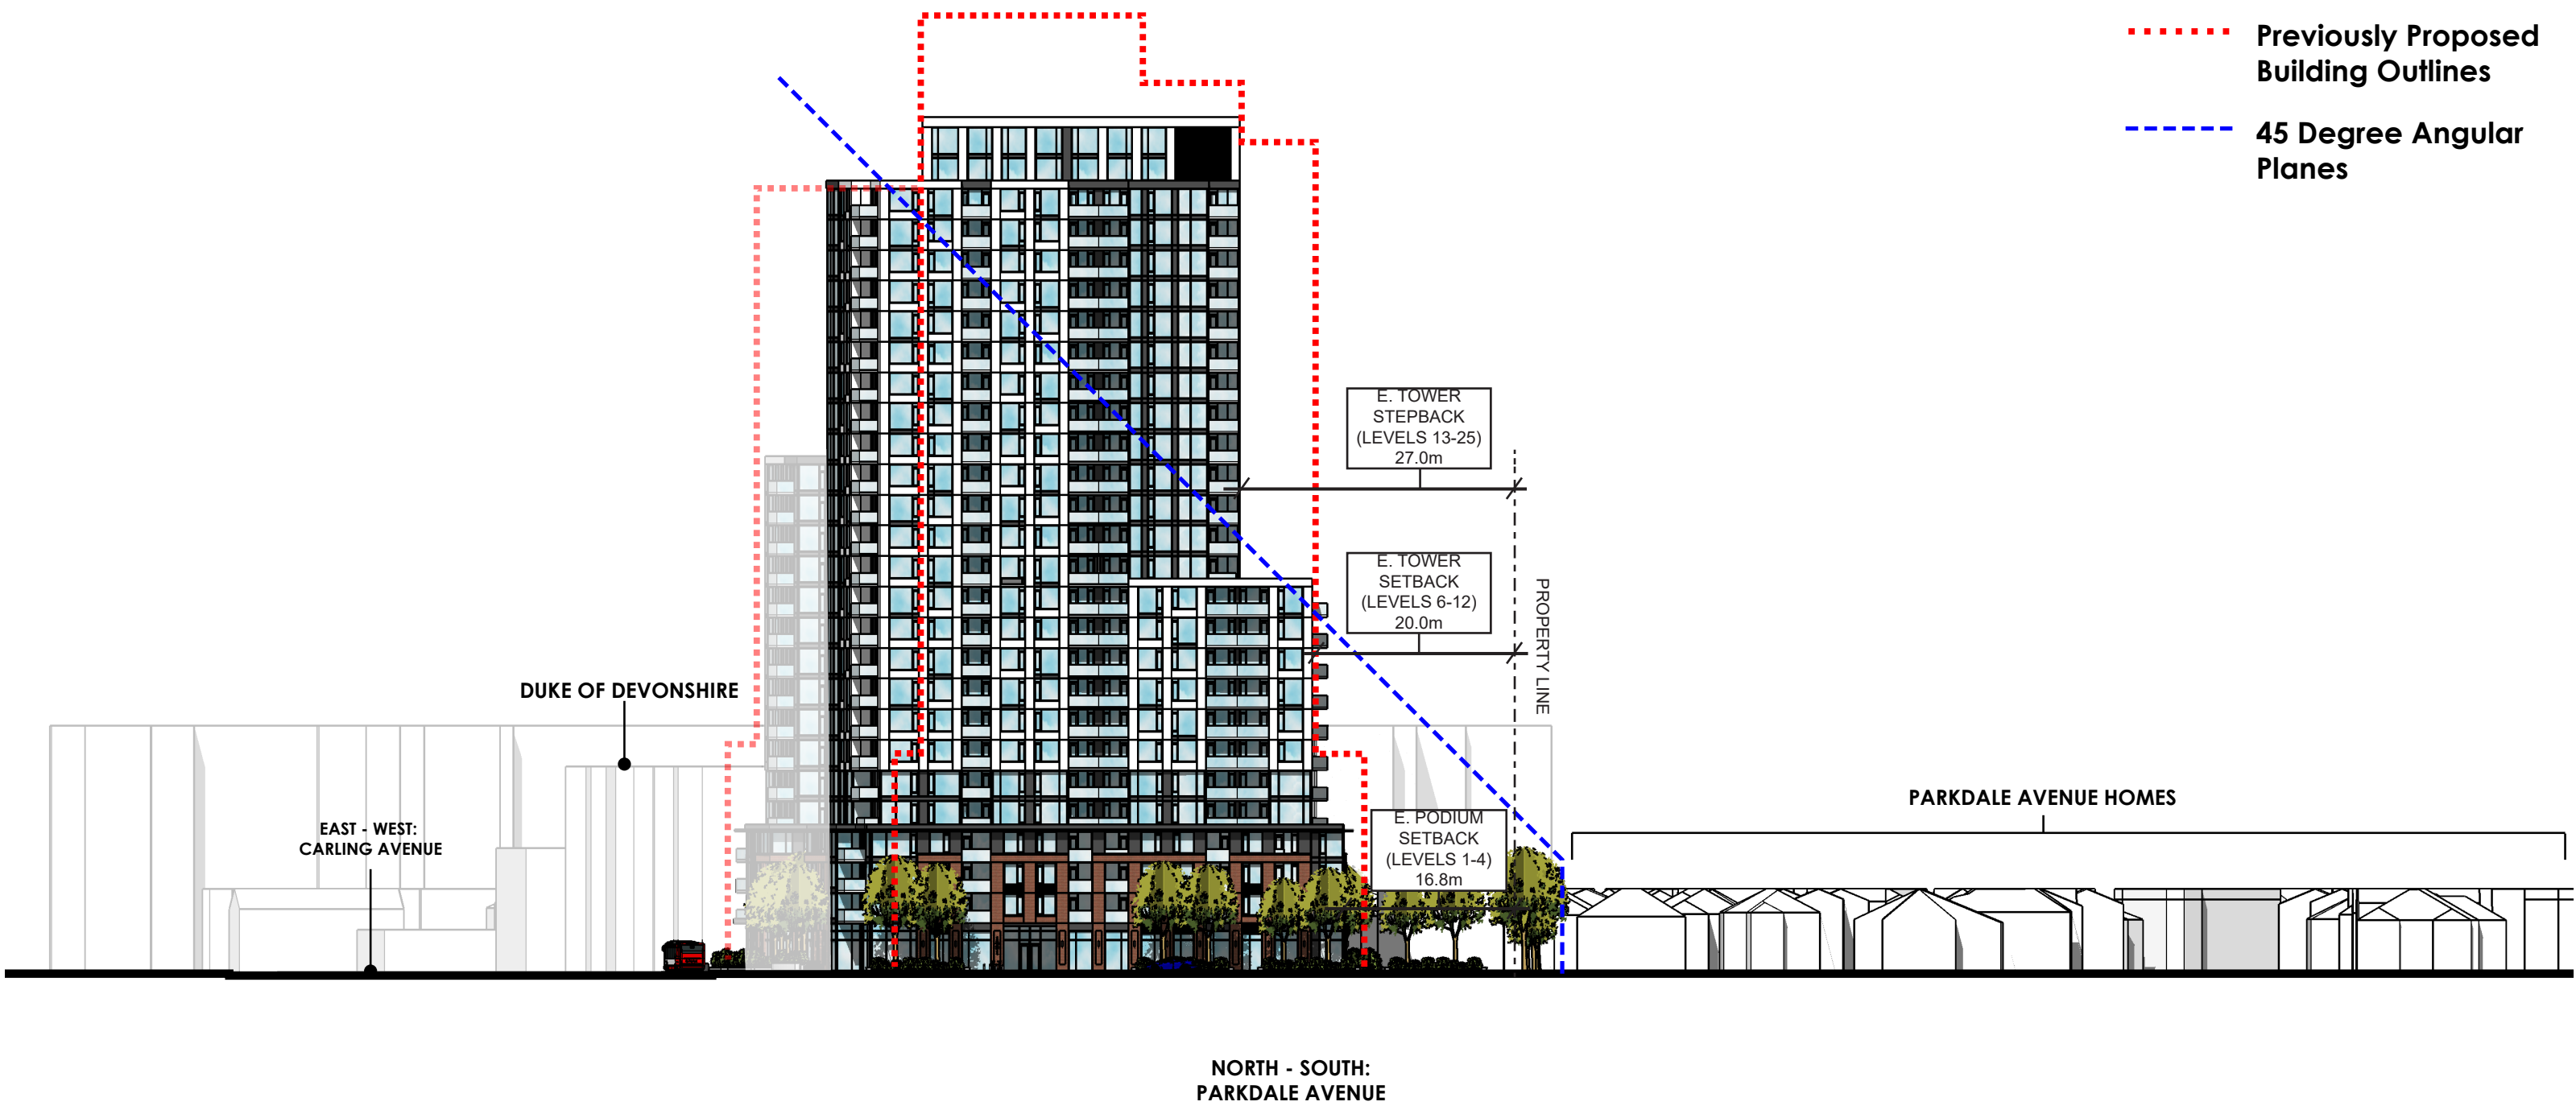 Previously Proposed
Building Outlines
45 Degree Angular
Planes
E. TOWER
STEPBACK
(LEVELS 13-25)
27.0m
E. TOWER
SETBACK
(LEVELS 6-12)
20.0m
PROPERTY LINE
DUKE OF DEVONSHIRE
EAST - WEST:
CARLING AVENUE
E. PODIUM
SETBACK
(LEVELS 1-4)
16.8m
PARKDALE AVENUE HOMES
NORTH - SOUTH:
PARKDALE AVENUE